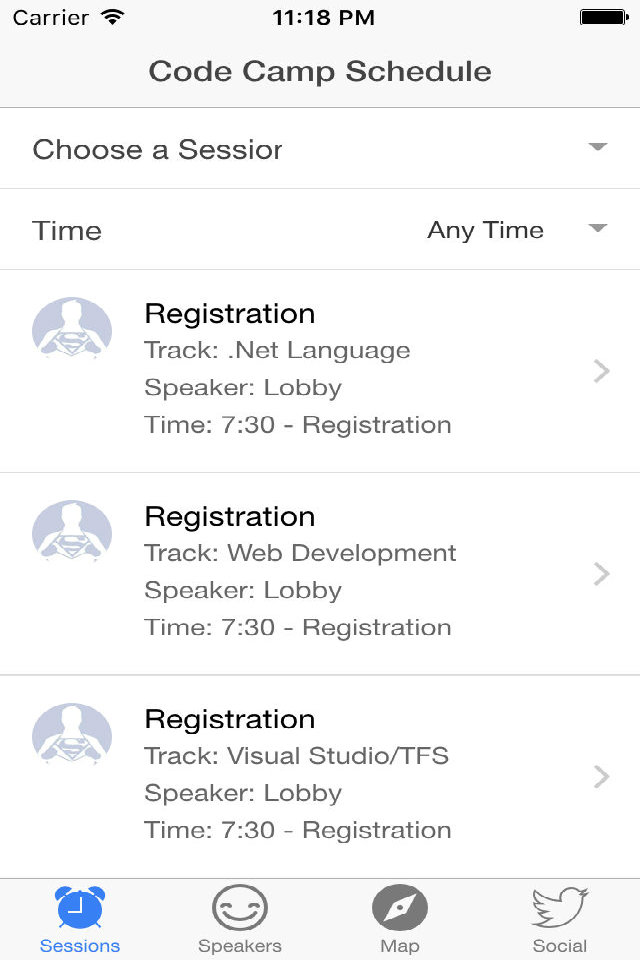 Carrier 11:18 PM
Code Camp Schedule
Choose a Session
Time Any Time
Registration
Track: .Net Language
Speaker: Lobby
Time: 7:30 - Registration
Registration
Track: Web Development
Speaker: Lobby
Time: 7:30 - Registration
Registration
Track: Visual Studio/TFS
Speaker: Lobby
Time: 7:30 - Registration
Sessions Speakers Map Social